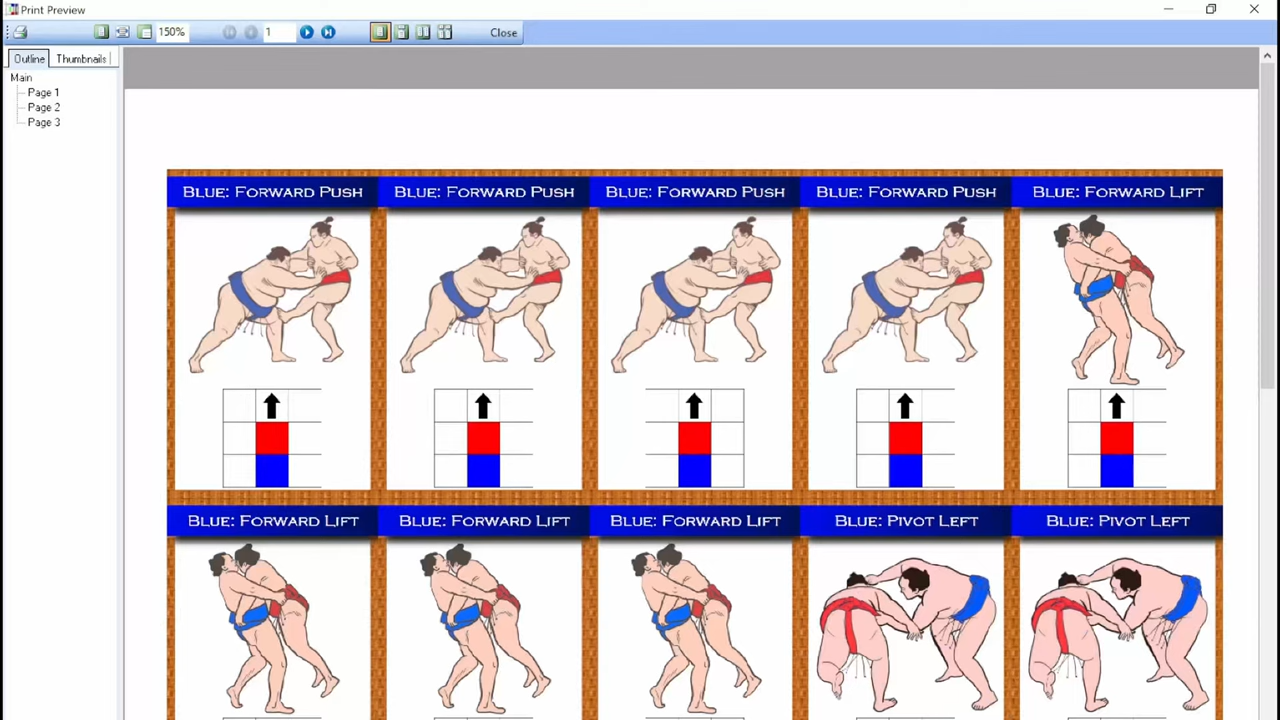 Print Preview
150%
1
Close
Outline
Thumbnails
Main
Page 1
Page 2
Page 3
BLUE: FORWARD PUSH
BLUE: FORWARD PUSH
BLUE: FORWARD PUSH
BLUE: FORWARD PUSH
BLUE: FORWARD LIFT
BLUE: FORWARD LIFT
BLUE: FORWARD LIFT
BLUE: FORWARD LIFT
BLUE: PIVOT LEFT
BLUE: PIVOT LEFT